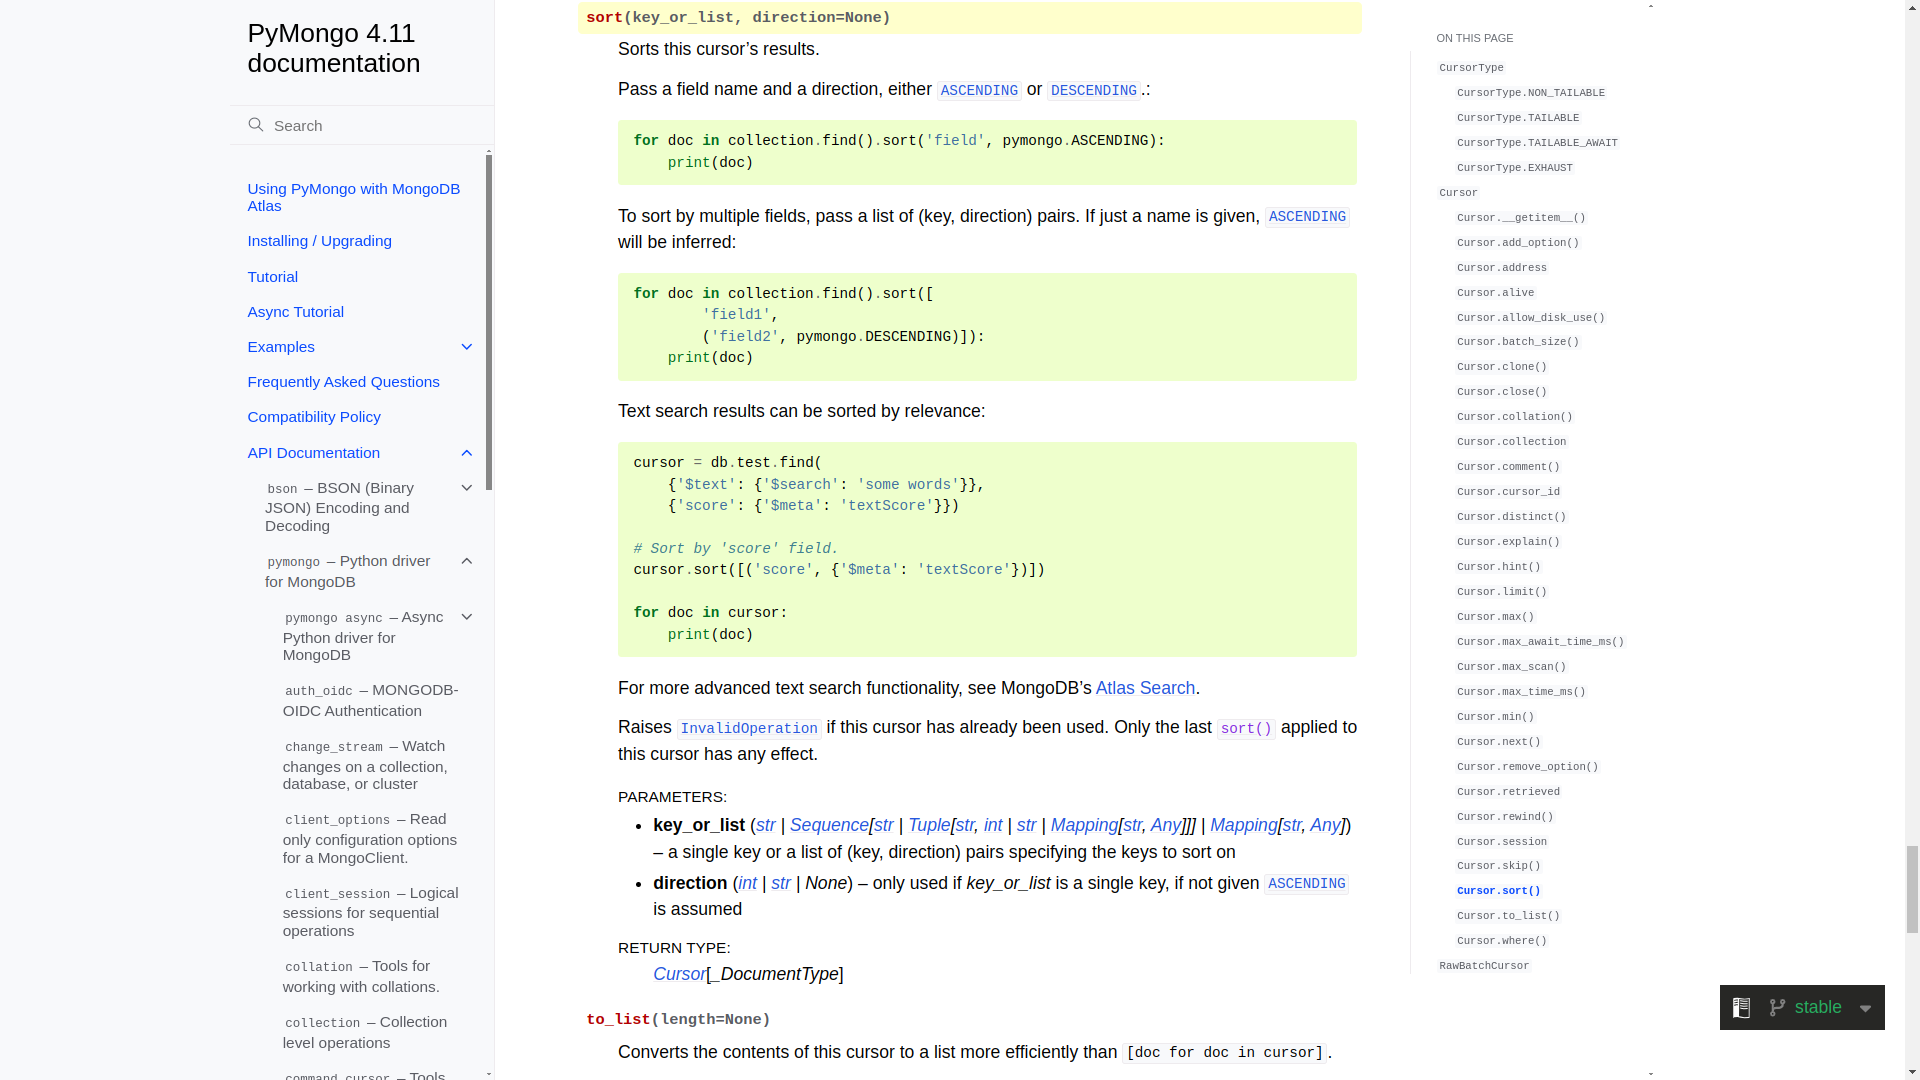 PyMongo 4.11
documentation
Search
Using PyMongo with MongoDB
Atlas
Installing / Upgrading
Tutorial
Async Tutorial
Examples
Frequently Asked Questions
Compatibility Policy
API Documentation
bson – BSON (Binary
JSON) Encoding and
Decoding
pymongo – Python driver
for MongoDB
pymongo async – Async
Python driver for
MongoDB
auth_oidc – MONGODB-
OIDC Authentication
change_stream – Watch
changes on a collection,
database, or cluster
client_options – Read
only configuration options
for a MongoClient.
client_session – Logical
sessions for sequential
operations
collation – Tools for
working with collations.
collection – Collection
level operations
command_cursor – Tools
sort(key_or_list, direction=None)
Sorts this cursor’s results.
Pass a field name and a direction, either ASCENDING or DESCENDING.:
for doc in collection.find().sort('field', pymongo.ASCENDING):
    print(doc)
To sort by multiple fields, pass a list of (key, direction) pairs. If just a name is given, ASCENDING
will be inferred:
for doc in collection.find().sort([
        'field1',
        ('field2', pymongo.DESCENDING)]):
    print(doc)
Text search results can be sorted by relevance:
cursor = db.test.find(
    {'$text': {'$search': 'some words'}},
    {'score': {'$meta': 'textScore'}})
# Sort by 'score' field.
cursor.sort([('score', {'$meta': 'textScore'})])
for doc in cursor:
    print(doc)
For more advanced text search functionality, see MongoDB’s Atlas Search.
Raises InvalidOperation if this cursor has already been used. Only the last sort() applied to
this cursor has any effect.
PARAMETERS:
• key_or_list (str | Sequence[str | Tuple[str, int | str | Mapping[str, Any]]] | Mapping[str, Any])
– a single key or a list of (key, direction) pairs specifying the keys to sort on
• direction (int | str | None) – only used if key_or_list is a single key, if not given ASCENDING
is assumed
RETURN TYPE:
Cursor[_DocumentType]
to_list(length=None)
Converts the contents of this cursor to a list more efficiently than [doc for doc in cursor].
ON THIS PAGE
CursorType
CursorType.NON_TAILABLE
CursorType.TAILABLE
CursorType.TAILABLE_AWAIT
CursorType.EXHAUST
Cursor
Cursor.__getitem__()
Cursor.add_option()
Cursor.address
Cursor.alive
Cursor.allow_disk_use()
Cursor.batch_size()
Cursor.clone()
Cursor.close()
Cursor.collation()
Cursor.collection
Cursor.comment()
Cursor.cursor_id
Cursor.distinct()
Cursor.explain()
Cursor.hint()
Cursor.limit()
Cursor.max()
Cursor.max_await_time_ms()
Cursor.max_scan()
Cursor.max_time_ms()
Cursor.min()
Cursor.next()
Cursor.remove_option()
Cursor.retrieved
Cursor.rewind()
Cursor.session
Cursor.skip()
Cursor.sort()
Cursor.to_list()
Cursor.where()
RawBatchCursor
stable